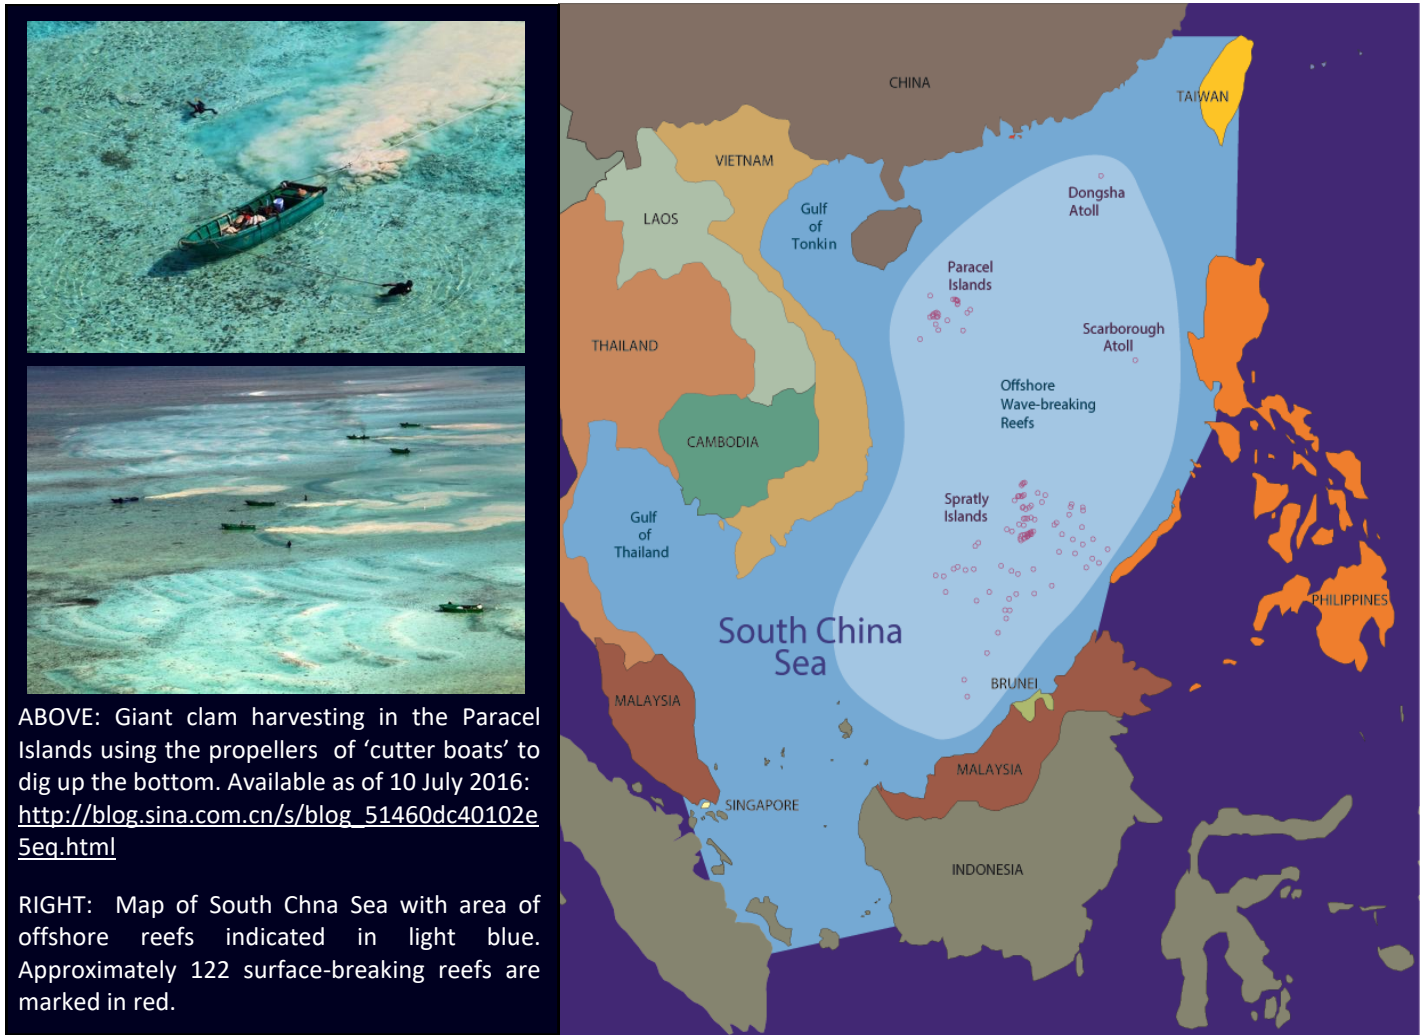 ABOVE: Giant clam harvesting in the Paracel
Islands using the propellers of ‘cutter boats’ to
dig up the bottom. Available as of 10 July 2016:
http://blog.sina.com.cn/s/blog_51460dc40102e
5eq.html
RIGHT: Map of South Chna Sea with area of
offshore reefs indicated in light blue.
Approximately 122 surface-breaking reefs are
marked in red.
CHINA
TAIWAN
VIETNAM
LAOS
Gulf
of
Tonkin
Dongsha
Atoll
Paracel
Islands
THAILAND
Scarborough
Atoll
Offshore
Wave-breaking
Reefs
CAMBODIA
Spratly
Islands
Gulf
of
Thailand
PHILIPPINES
South China
Sea
BRUNEI
MALAYSIA
MALAYSIA
SINGAPORE
INDONESIA